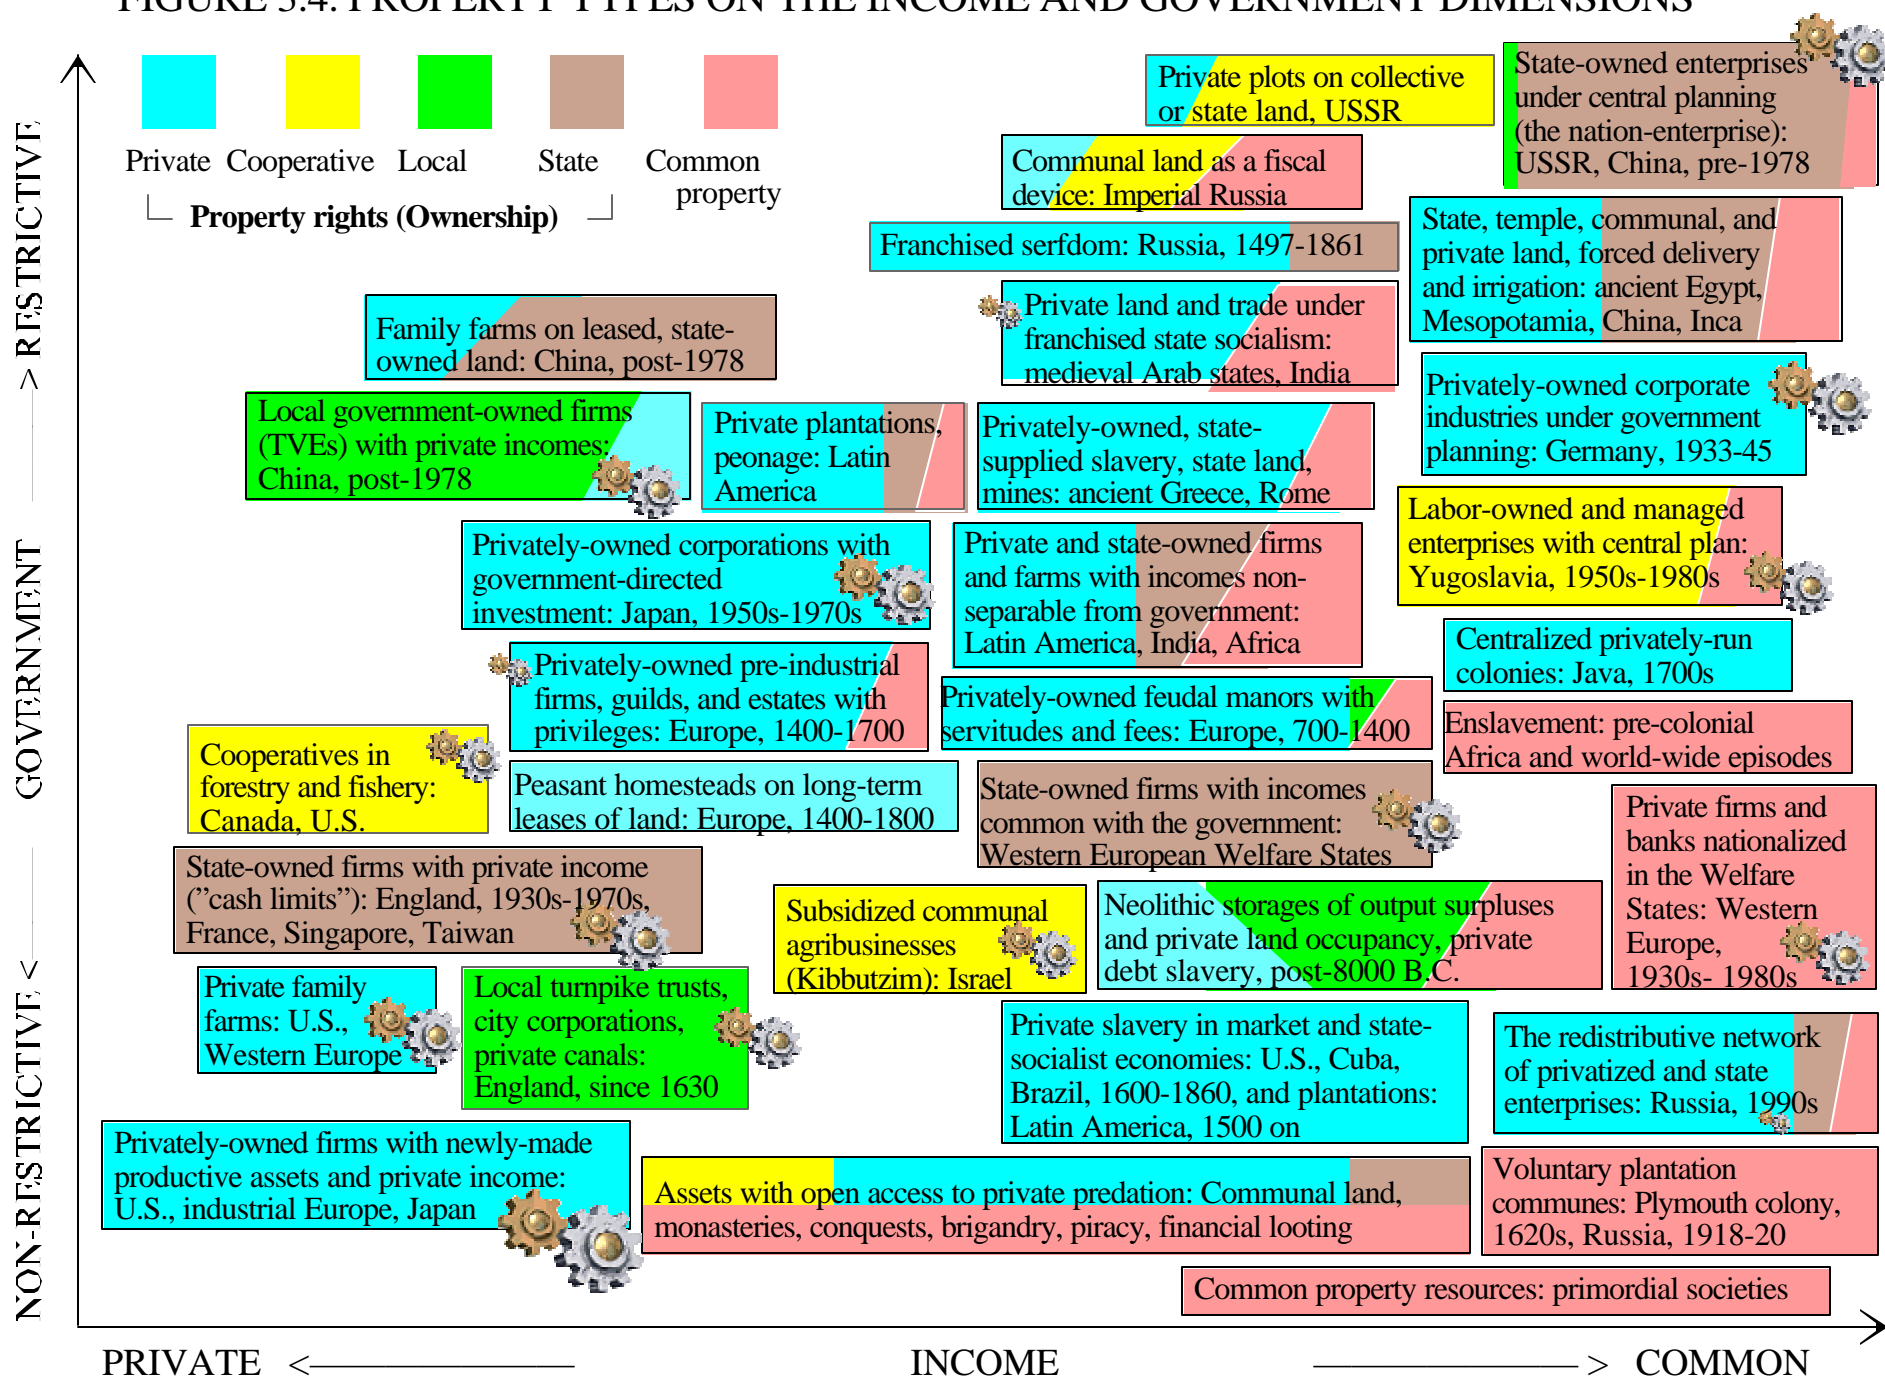 FIGURE 5.4: PROPERTY TYPES ON THE INCOME AND GOVERNMENT DIMENSIONS
Private Cooperative Local State Common
property
Property rights (Ownership)
NON-RESTRICTIVE < GOVERNMENT > RESTRICTIVE
Private plots on collective
or state land, USSR
State-owned enterprises
under central planning
(the nation-enterprise):
USSR, China, pre-1978
Communal land as a fiscal
device: Imperial Russia
Franchised serfdom: Russia, 1497-1861
State, temple, communal, and
private land, forced delivery
and irrigation: ancient Egypt,
Mesopotamia, China, Inca
Family farms on leased, state-
owned land: China, post-1978
Private land and trade under
franchised state socialism:
medieval Arab states, India
Privately-owned corporate
industries under government
planning: Germany, 1933-45
Local government-owned firms
(TVEs) with private incomes:
China, post-1978
Private plantations,
peonage: Latin
America
Privately-owned, state-
supplied slavery, state land,
mines: ancient Greece, Rome
Labor-owned and managed
enterprises with central plan:
Yugoslavia, 1950s-1980s
Privately-owned corporations with
government-directed
investment: Japan, 1950s-1970s
Private and state-owned firms
and farms with incomes non-
separable from government:
Latin America, India, Africa
Centralized privately-run
colonies: Java, 1700s
Privately-owned pre-industrial
firms, guilds, and estates with
privileges: Europe, 1400-1700
Privately-owned feudal manors with
servitudes and fees: Europe, 700-1400
Enslavement: pre-colonial
Africa and world-wide episodes
Cooperatives in
forestry and fishery:
Canada, U.S.
Peasant homesteads on long-term
leases of land: Europe, 1400-1800
State-owned firms with incomes
common with the government:
Western European Welfare States
Private firms and
banks nationalized
in the Welfare
States: Western
Europe,
1930s- 1980s
State-owned firms with private income
(”cash limits”): England, 1930s-1970s,
France, Singapore, Taiwan
Subsidized communal
agribusinesses
(Kibbutzim): Israel
Neolithic storages of output surpluses
and private land occupancy, private
debt slavery, post-8000 B.C.
Private family
farms: U.S.,
Western Europe
Local turnpike trusts,
city corporations,
private canals:
England, since 1630
Private slavery in market and state-
socialist economies: U.S., Cuba,
Brazil, 1600-1860, and plantations:
Latin America, 1500 on
The redistributive network
of privatized and state
enterprises: Russia, 1990s
Privately-owned firms with newly-made
productive assets and private income:
U.S., industrial Europe, Japan
Assets with open access to private predation: Communal land,
monasteries, conquests, brigandry, piracy, financial looting
Voluntary plantation
communes: Plymouth colony,
1620s, Russia, 1918-20
Common property resources: primordial societies
PRIVATE < INCOME > COMMON